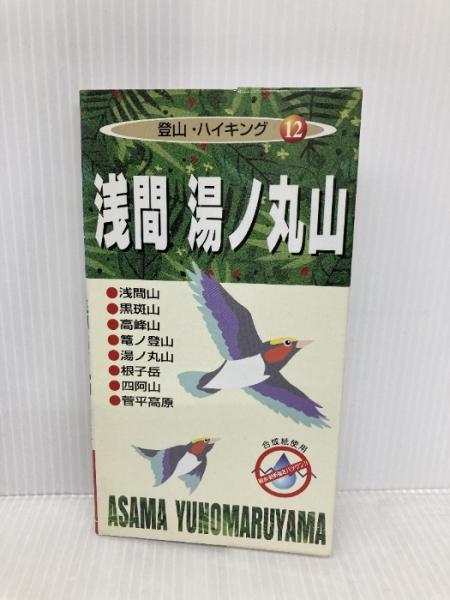 登山・ハイキング 12
浅間 湯ノ丸山
●浅間山
●黒斑山
●高峰山
●篭ノ登山
●湯ノ丸山
●根子岳
●四阿山
●菅平高原
合成紙使用
ASAMA YUNOMARUYAMA